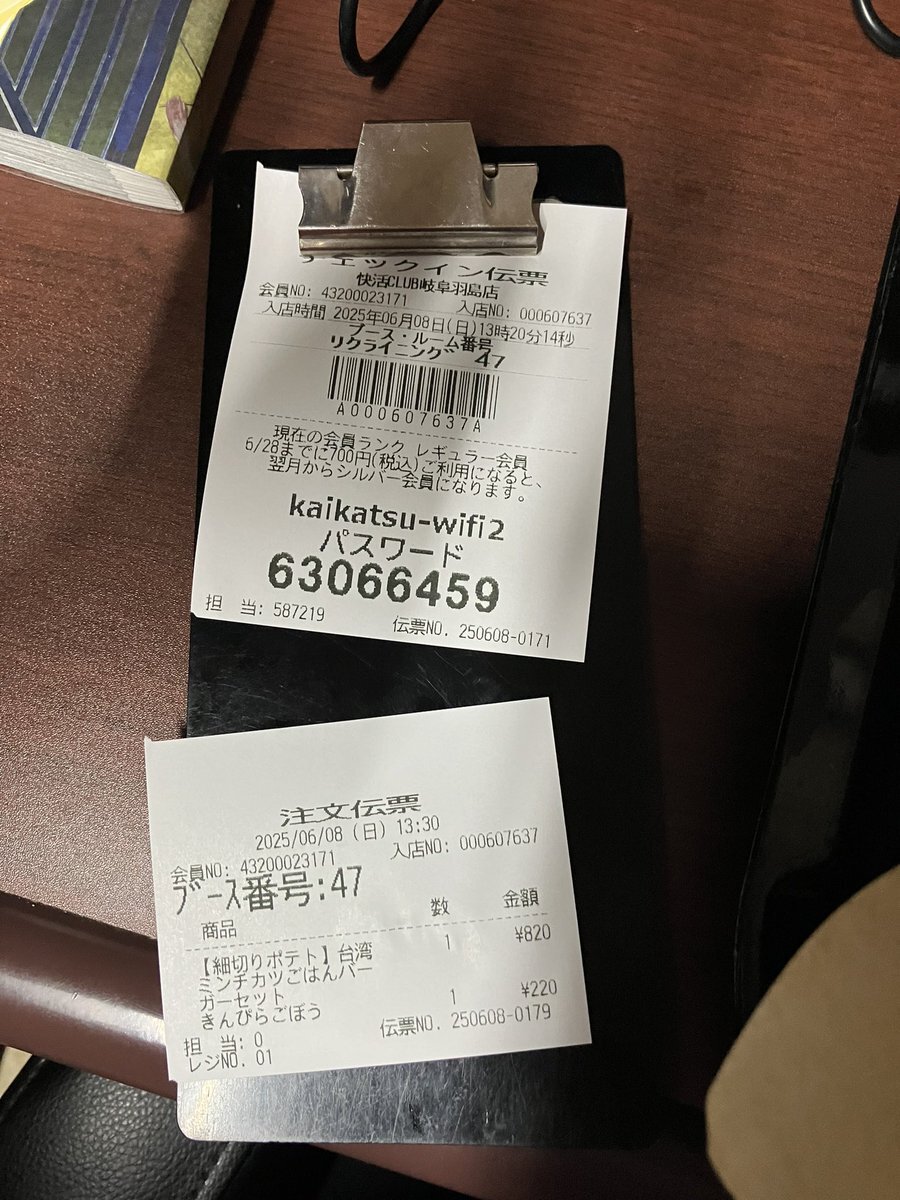 チェックイン伝票
快活CLUB岐阜羽島店
会員NO: 43200023171 入店NO: 000607637
入店時間 2025年06月08日(日)13時20分14秒
ブース・ルーム番号
リクライニング 47
A000607637A
現在の会員ランク レギュラー会員
6/28までに700円(税込)ご利用になると、
翌月からシルバー会員になります。
kaikatsu-wifi2
パスワード
63066459
担 当: 587219 伝票NO. 250608-0171
注文伝票
2025/06/08 (日) 13:30
会員NO: 43200023171 入店NO: 000607637
ブース番号:47
商品 数 金額
【細切りポテト】台湾 1 ¥820
ミンチカツごはんバー
ガーセット
きんぴらごぼう 1 ¥220
担 当: 0 伝票NO. 250608-0179
レジNO. 01